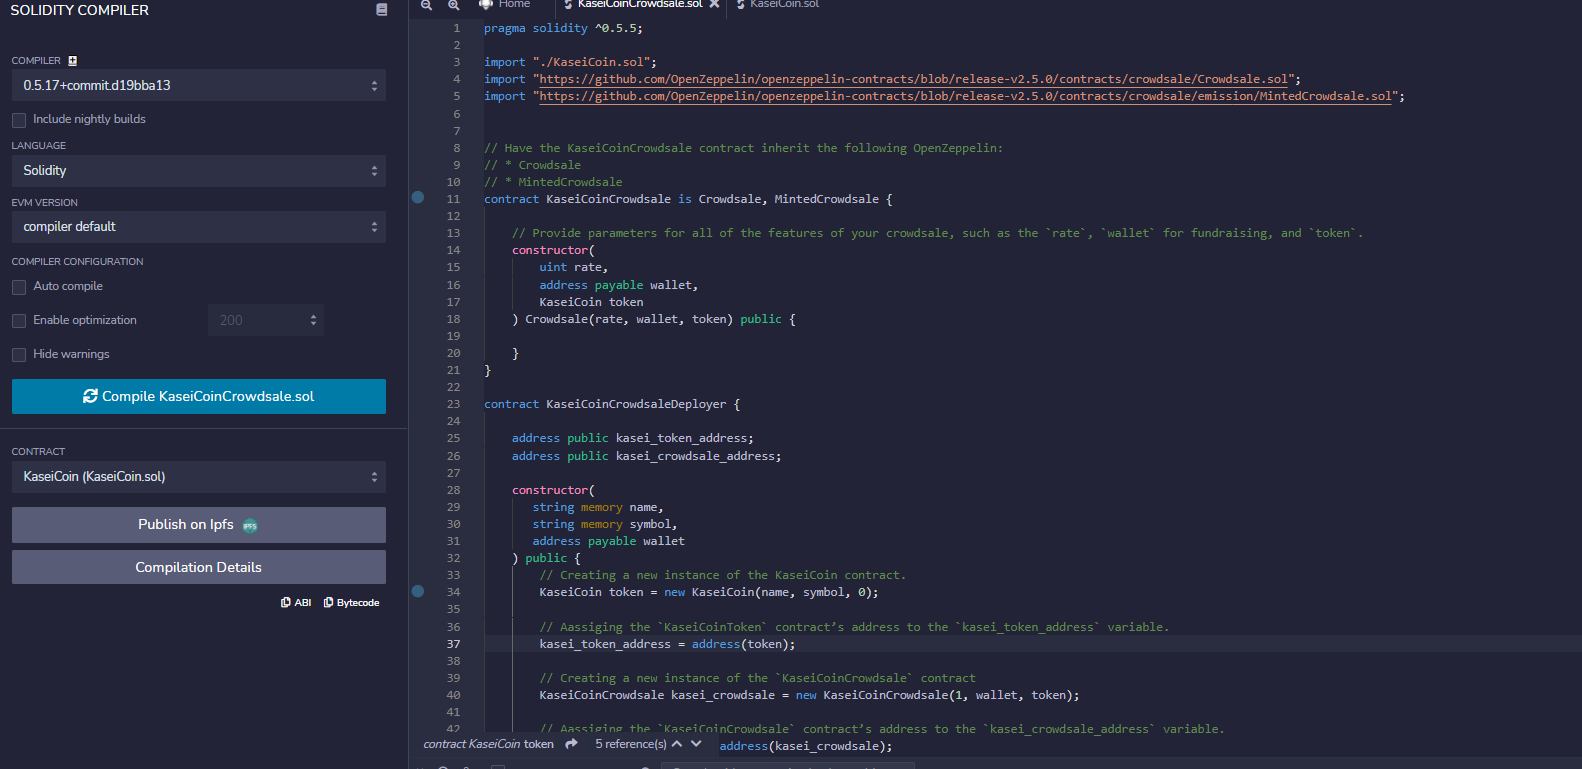 SOLIDITY COMPILER
COMPILER
0.5.17+commit.d19bba13
Include nightly builds
LANGUAGE
Solidity
EVM VERSION
compiler default
COMPILER CONFIGURATION
Auto compile
Enable optimization
200
Hide warnings
Compile KaseiCoinCrowdsale.sol
CONTRACT
KaseiCoin (KaseiCoin.sol)
Publish on Ipfs IPFS
Compilation Details
ABI Bytecode
Home KaseiCoinCrowdsale.sol KaseiCoin.sol
1 pragma solidity ^0.5.5;
2
3 import "./KaseiCoin.sol";
4 import "https://github.com/OpenZeppelin/openzeppelin-contracts/blob/release-v2.5.0/contracts/crowdsale/Crowdsale.sol";
5 import "https://github.com/OpenZeppelin/openzeppelin-contracts/blob/release-v2.5.0/contracts/crowdsale/emission/MintedCrowdsale.sol";
6
7
8 // Have the KaseiCoinCrowdsale contract inherit the following OpenZeppelin:
9 // * Crowdsale
10 // * MintedCrowdsale
11 contract KaseiCoinCrowdsale is Crowdsale, MintedCrowdsale {
12
13 // Provide parameters for all of the features of your crowdsale, such as the `rate`, `wallet` for fundraising, and `token`.
14 constructor(
15 uint rate,
16 address payable wallet,
17 KaseiCoin token
18 ) Crowdsale(rate, wallet, token) public {
19
20 }
21 }
22
23 contract KaseiCoinCrowdsaleDeployer {
24
25 address public kasei_token_address;
26 address public kasei_crowdsale_address;
27
28 constructor(
29 string memory name,
30 string memory symbol,
31 address payable wallet
32 ) public {
33 // Creating a new instance of the KaseiCoin contract.
34 KaseiCoin token = new KaseiCoin(name, symbol, 0);
35
36 // Aassiging the `KaseiCoinToken` contract’s address to the `kasei_token_address` variable.
37 kasei_token_address = address(token);
38
39 // Creating a new instance of the `KaseiCoinCrowdsale` contract
40 KaseiCoinCrowdsale kasei_crowdsale = new KaseiCoinCrowdsale(1, wallet, token);
41
42 // Aassiging the `KaseiCoinCrowdsale` contract’s address to the `kasei_crowdsale_address` variable.
address(kasei_crowdsale);
contract KaseiCoin token 5 reference(s)